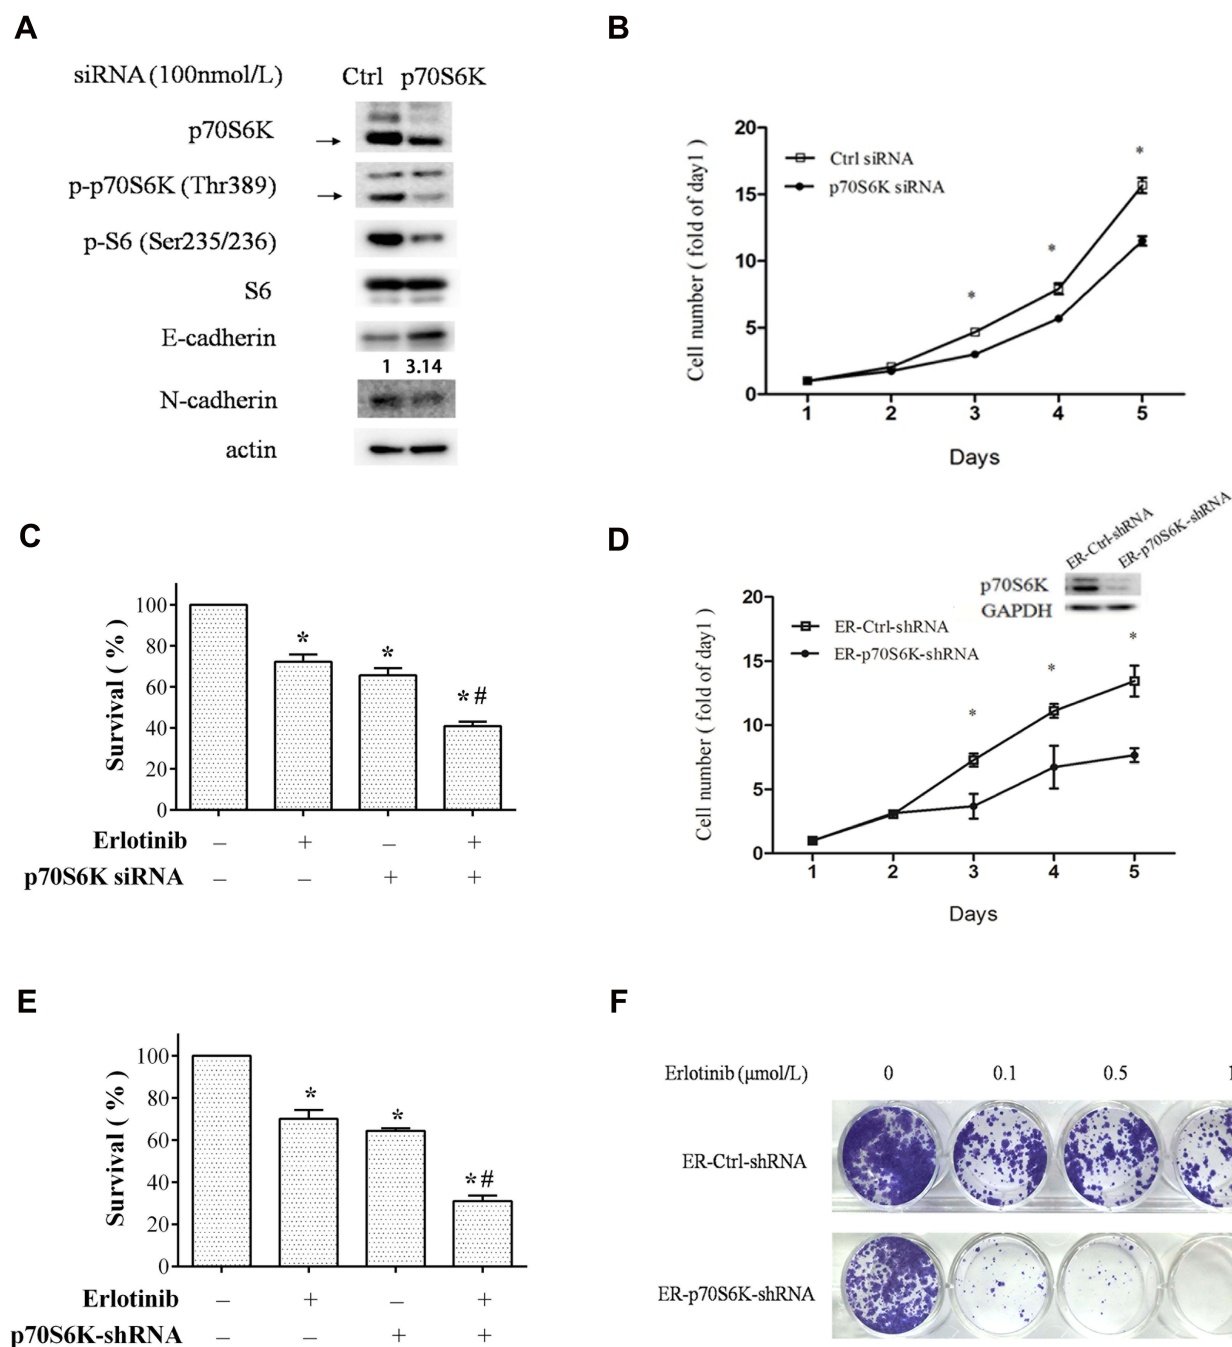 A
siRNA (100nmol/L) Ctrl p70S6K
p70S6K
p-p70S6K (Thr389)
p-S6 (Ser235/236)
S6
E-cadherin
1 3.14
N-cadherin
actin
B
Cell number ( fold of day1 )
20
15
10
5
0
Ctrl siRNA
p70S6K siRNA
*
*
*
1 2 3 4 5
Days
C
Survival ( % )
100
80
60
40
20
0
*
*
*#
Erlotinib – + – +
p70S6K siRNA – – + +
D
ER-Ctrl-shRNA
ER-p70S6K-shRNA
p70S6K
GAPDH
Cell number ( fold of day1 )
20
15
10
5
0
ER-Ctrl-shRNA
ER-p70S6K-shRNA
*
*
*
1 2 3 4 5
Days
E
Survival ( % )
100
80
60
40
20
0
*
*
*#
Erlotinib – + – +
p70S6K-shRNA – – + +
F
Erlotinib (μmol/L) 0 0.1 0.5
ER-Ctrl-shRNA
ER-p70S6K-shRNA